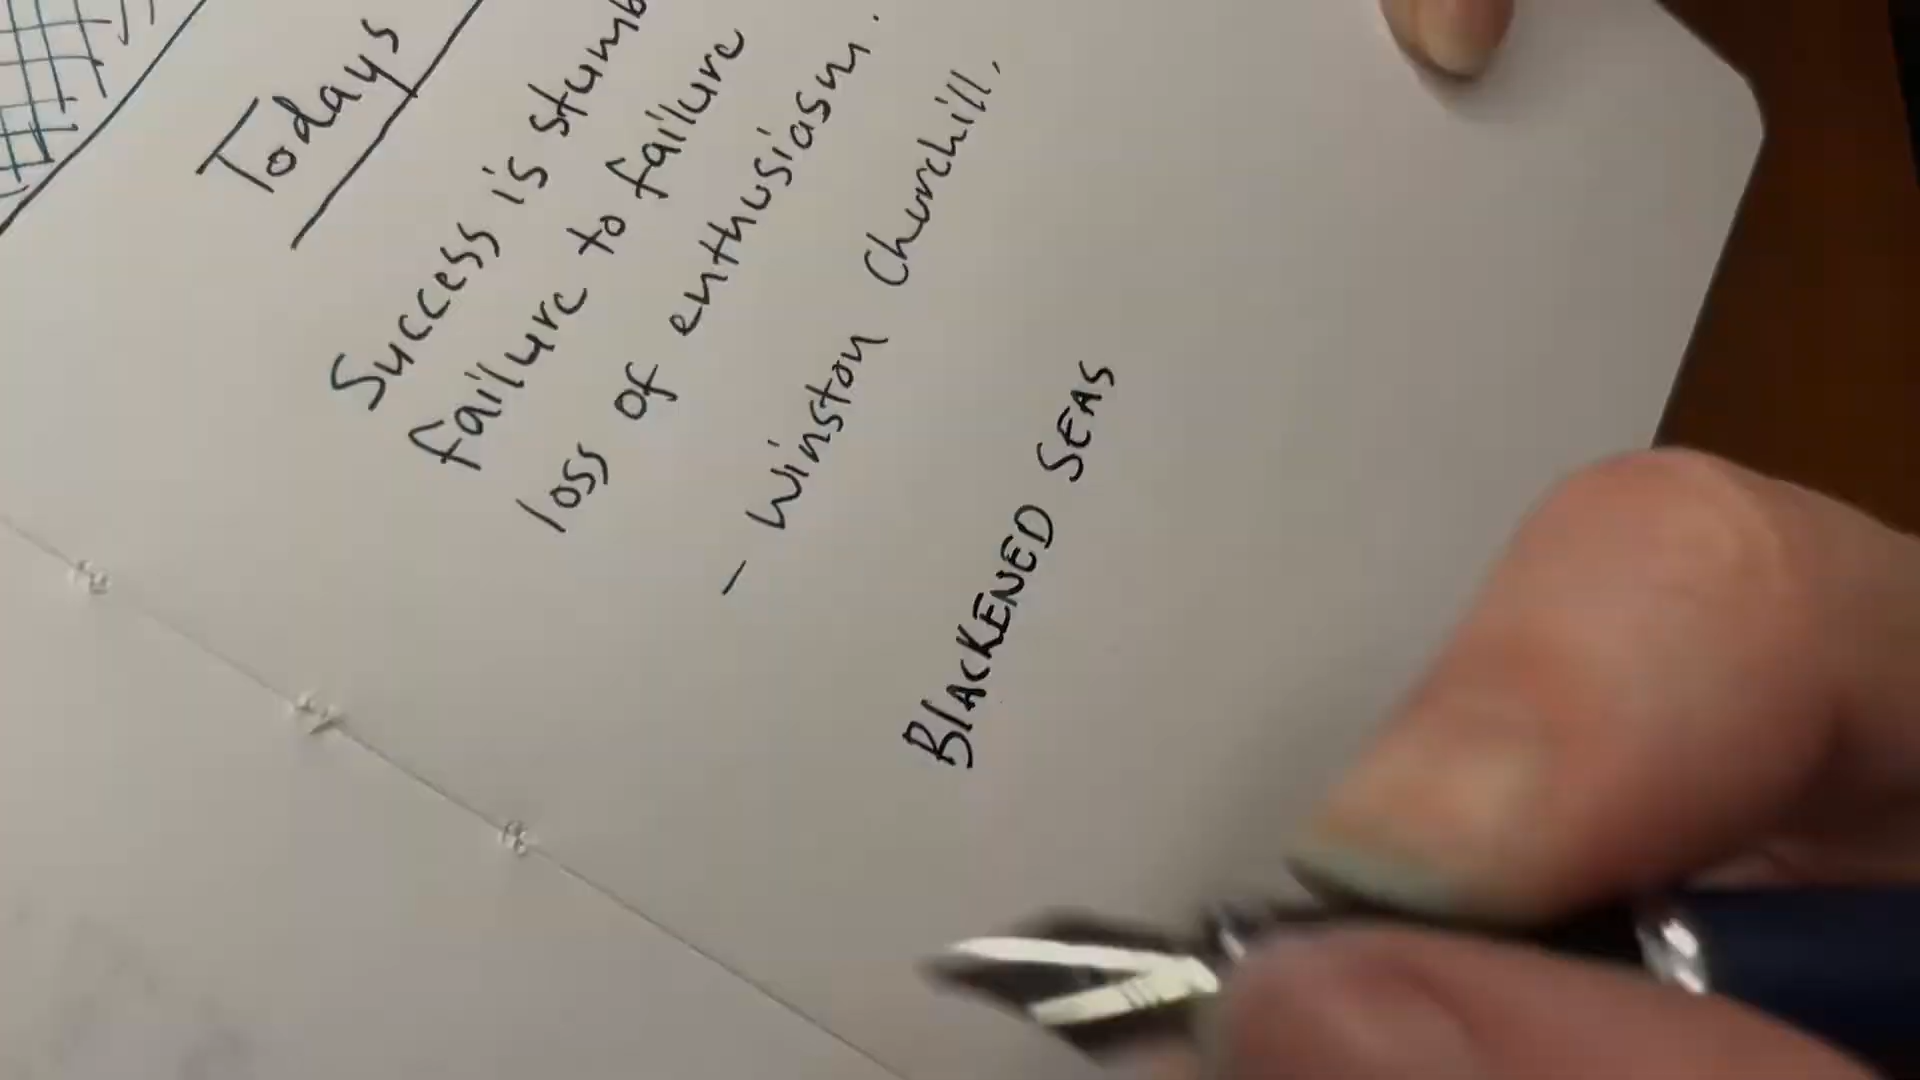 Todays
Success is
failure to failure
loss of enthusiasm.
- Winston Churchill.
BLACKENED SEAS